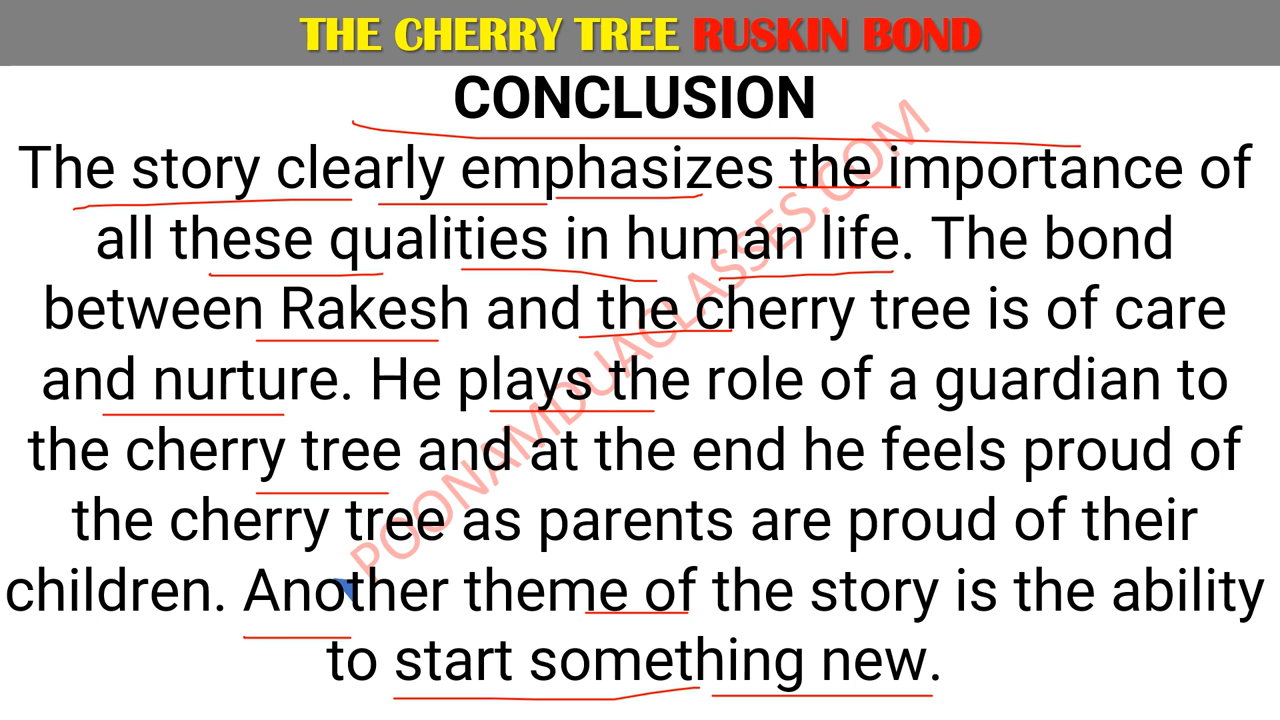 THE CHERRY TREE RUSKIN BOND
CONCLUSION
The story clearly emphasizes the importance of
all these qualities in human life. The bond
between Rakesh and the cherry tree is of care
and nurture. He plays the role of a guardian to
the cherry tree and at the end he feels proud of
the cherry tree as parents are proud of their
children. Another theme of the story is the ability
to start something new.
POONAMDUACLASSES.COM